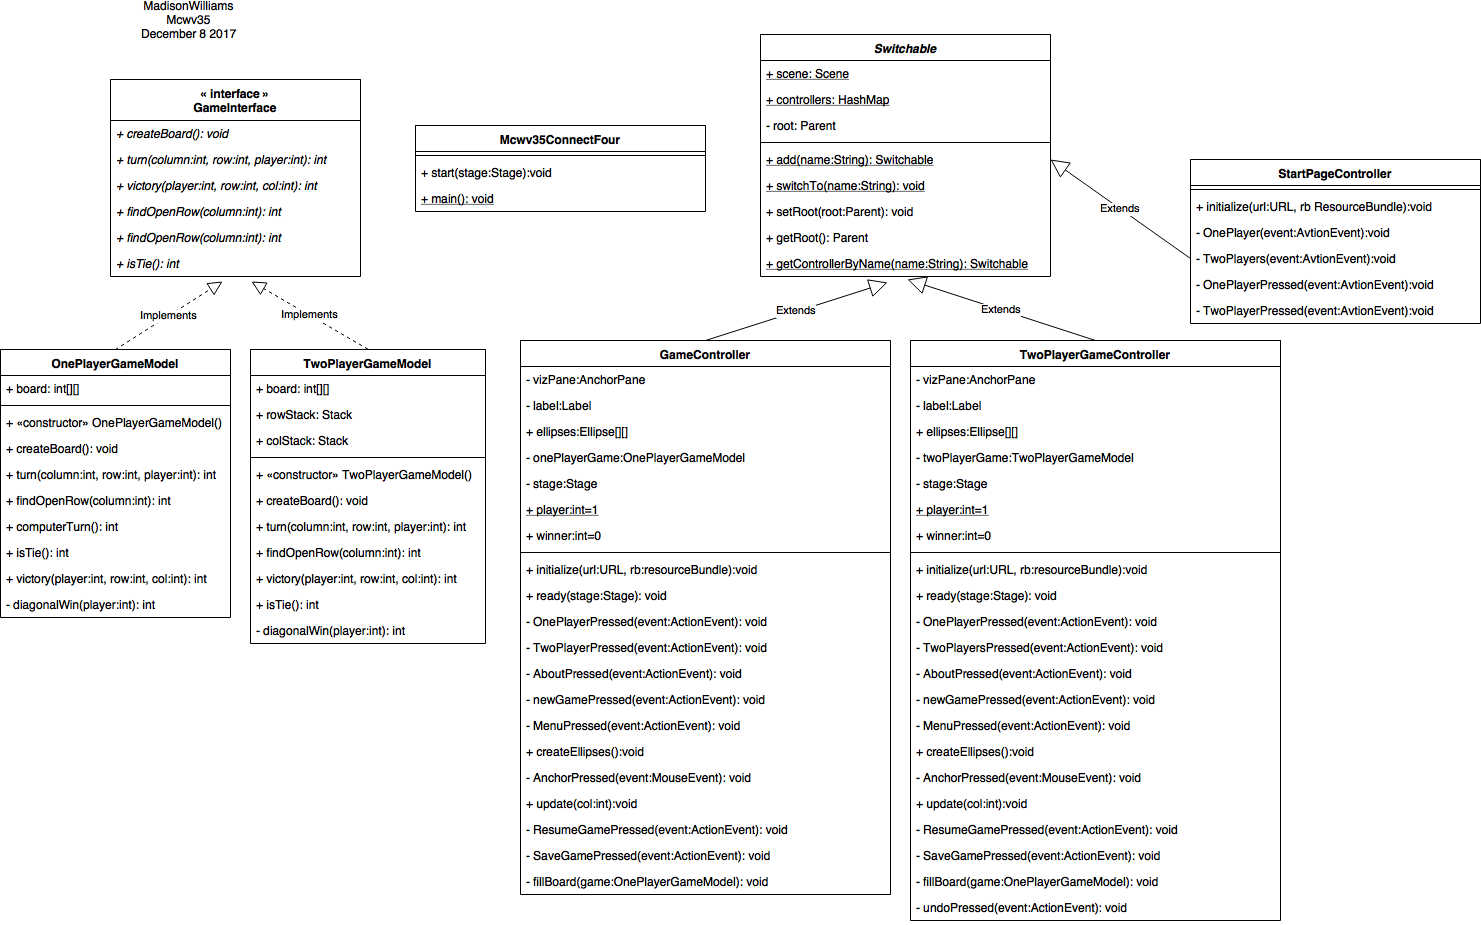 MadisonWilliams
Mcwv35
December 8 2017
« interface »
GameInterface
+ createBoard(): void
+ turn(column:int, row:int, player:int): int
+ victory(player:int, row:int, col:int): int
+ findOpenRow(column:int): int
+ findOpenRow(column:int): int
+ isTie(): int
Mcwv35ConnectFour
+ start(stage:Stage):void
+ main(): void
Switchable
+ scene: Scene
+ controllers: HashMap
- root: Parent
+ add(name:String): Switchable
+ switchTo(name:String): void
+ setRoot(root:Parent): void
+ getRoot(): Parent
+ getControllerByName(name:String): Switchable
Extends
StartPageController
+ initialize(url:URL, rb ResourceBundle):void
- OnePlayer(event:AvtionEvent):void
- TwoPlayers(event:AvtionEvent):void
- OnePlayerPressed(event:AvtionEvent):void
- TwoPlayerPressed(event:AvtionEvent):void
Implements
Implements
Extends
Extends
OnePlayerGameModel
+ board: int[][]
+ «constructor» OnePlayerGameModel()
+ createBoard(): void
+ turn(column:int, row:int, player:int): int
+ findOpenRow(column:int): int
+ computerTurn(): int
+ isTie(): int
+ victory(player:int, row:int, col:int): int
- diagonalWin(player:int): int
TwoPlayerGameModel
+ board: int[][]
+ rowStack: Stack
+ colStack: Stack
+ «constructor» TwoPlayerGameModel()
+ createBoard(): void
+ turn(column:int, row:int, player:int): int
+ findOpenRow(column:int): int
+ victory(player:int, row:int, col:int): int
+ isTie(): int
- diagonalWin(player:int): int
GameController
- vizPane:AnchorPane
- label:Label
+ ellipses:Ellipse[][]
- onePlayerGame:OnePlayerGameModel
- stage:Stage
+ player:int=1
+ winner:int=0
+ initialize(url:URL, rb:resourceBundle):void
+ ready(stage:Stage): void
- OnePlayerPressed(event:ActionEvent): void
- TwoPlayerPressed(event:ActionEvent): void
- AboutPressed(event:ActionEvent): void
- newGamePressed(event:ActionEvent): void
- MenuPressed(event:ActionEvent): void
+ createEllipses():void
- AnchorPressed(event:MouseEvent): void
+ update(col:int):void
- ResumeGamePressed(event:ActionEvent): void
- SaveGamePressed(event:ActionEvent): void
- fillBoard(game:OnePlayerGameModel): void
TwoPlayerGameController
- vizPane:AnchorPane
- label:Label
+ ellipses:Ellipse[][]
- twoPlayerGame:TwoPlayerGameModel
- stage:Stage
+ player:int=1
+ winner:int=0
+ initialize(url:URL, rb:resourceBundle):void
+ ready(stage:Stage): void
- OnePlayerPressed(event:ActionEvent): void
- TwoPlayersPressed(event:ActionEvent): void
- AboutPressed(event:ActionEvent): void
- newGamePressed(event:ActionEvent): void
- MenuPressed(event:ActionEvent): void
+ createEllipses():void
- AnchorPressed(event:MouseEvent): void
+ update(col:int):void
- ResumeGamePressed(event:ActionEvent): void
- SaveGamePressed(event:ActionEvent): void
- fillBoard(game:OnePlayerGameModel): void
- undoPressed(event:ActionEvent): void